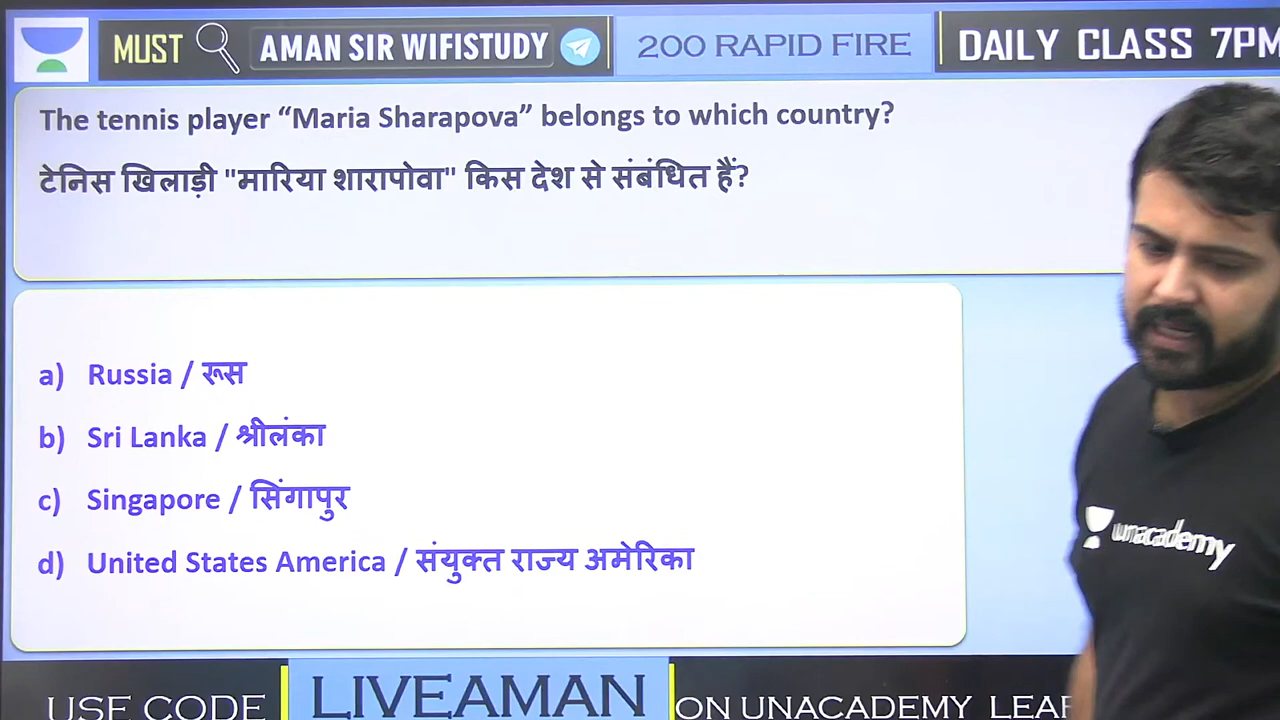 MUST AMAN SIR WIFISTUDY 200 RAPID FIRE DAILY CLASS 7PM
The tennis player “Maria Sharapova” belongs to which country?
टेनिस खिलाड़ी "मारिया शारापोवा" किस देश से संबंधित हैं?
a) Russia / रूस
b) Sri Lanka / श्रीलंका
c) Singapore / सिंगापुर
d) United States America / संयुक्त राज्य अमेरिका
unacademy
USE CODE LIVEAMAN ON UNACADEMY